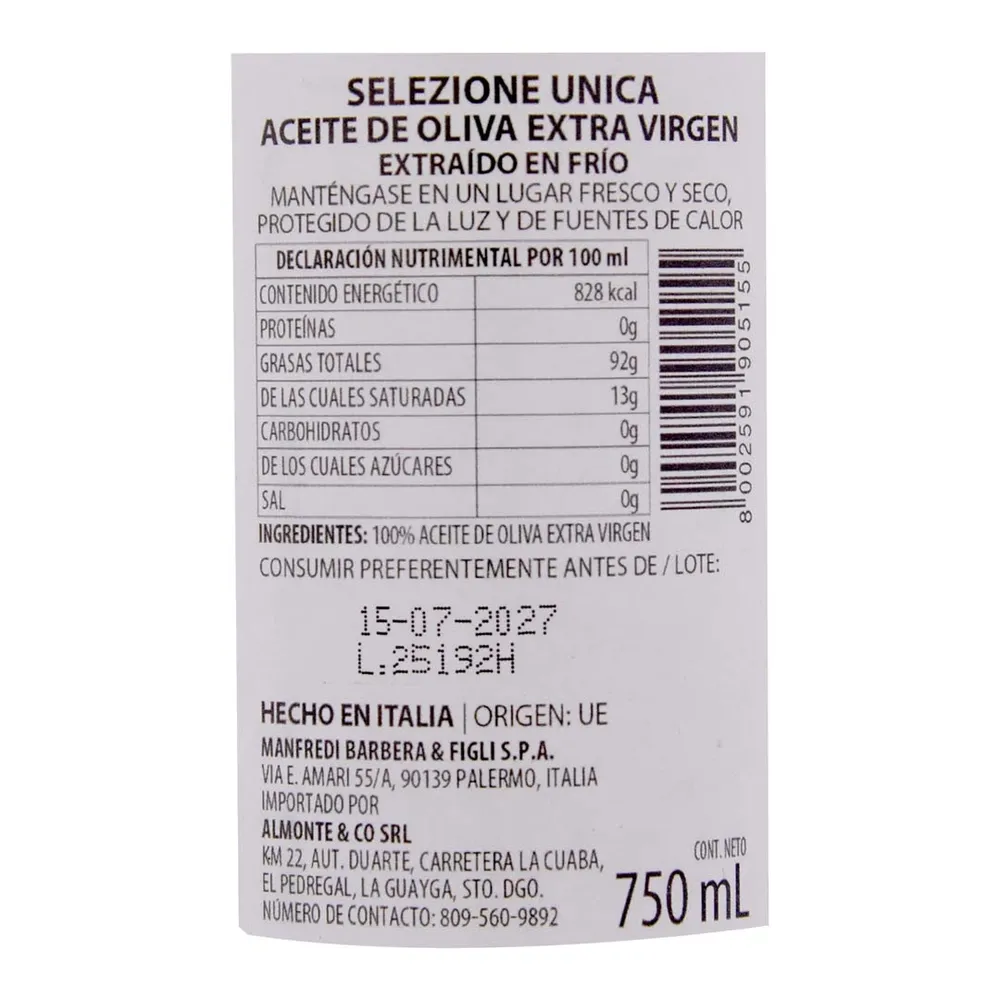 SELEZIONE UNICA
ACEITE DE OLIVA EXTRA VIRGEN
EXTRAÍDO EN FRÍO
MANTÉNGASE EN UN LUGAR FRESCO Y SECO,
PROTEGIDO DE LA LUZ Y DE FUENTES DE CALOR
DECLARACIÓN NUTRIMENTAL POR 100 ml
CONTENIDO ENERGÉTICO 828 kcal
PROTEÍNAS 0g
GRASAS TOTALES 92g
DE LAS CUALES SATURADAS 13g
CARBOHIDRATOS 0g
DE LOS CUALES AZÚCARES 0g
SAL 0g
8 002591 905155
INGREDIENTES: 100% ACEITE DE OLIVA EXTRA VIRGEN
CONSUMIR PREFERENTEMENTE ANTES DE / LOTE:
15-07-2027
L:25192H
HECHO EN ITALIA | ORIGEN: UE
MANFREDI BARBERA & FIGLI S.P.A.
VIA E. AMARI 55/A, 90139 PALERMO, ITALIA
IMPORTADO POR
ALMONTE & CO SRL
KM 22, AUT. DUARTE, CARRETERA LA CUABA,
EL PEDREGAL, LA GUAYGA, STO. DGO.
NÚMERO DE CONTACTO: 809-560-9892
CONT. NETO
750 mL